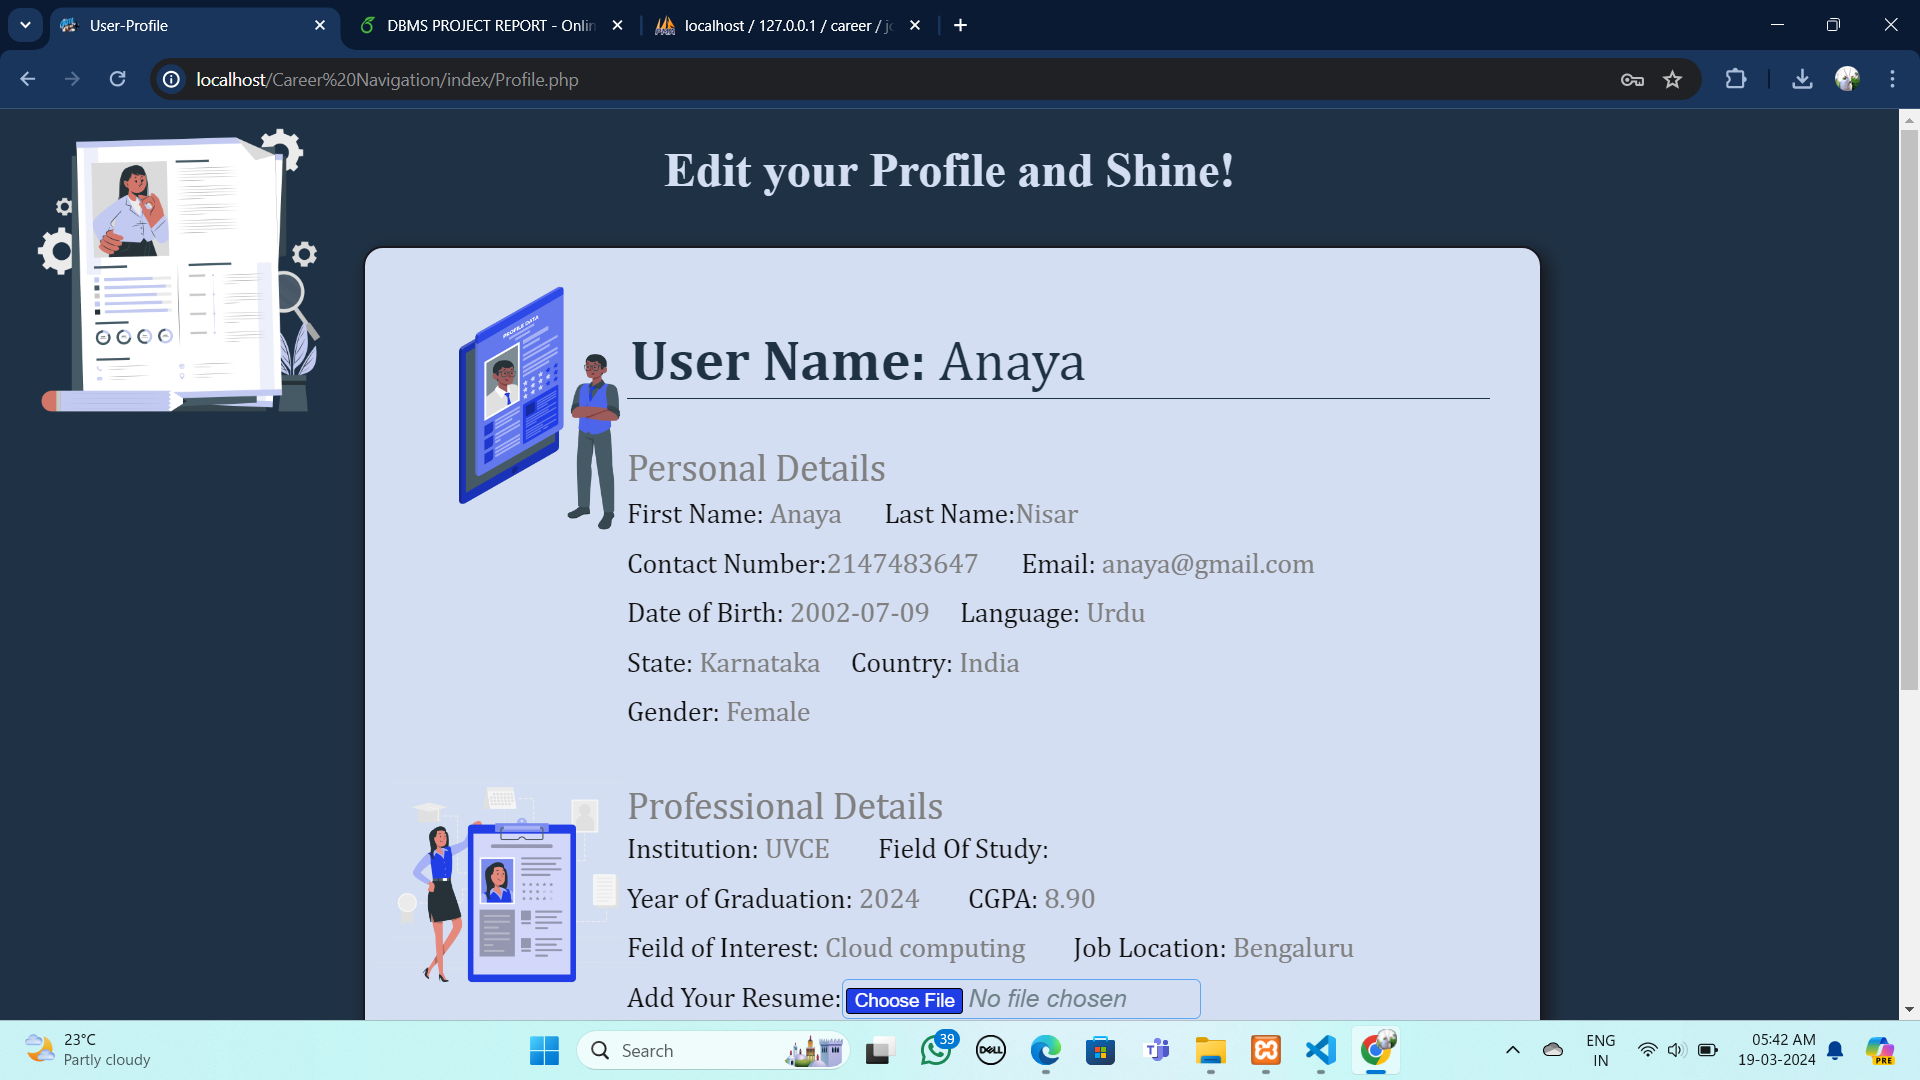 User-Profile
DBMS PROJECT REPORT - Onlin
localhost / 127.0.0.1 / career / jo
localhost/Career%20Navigation/index/Profile.php
Edit your Profile and Shine!
PROFILE DATA
User Name: Anaya
Personal Details
First Name: Anaya Last Name:Nisar
Contact Number:2147483647 Email: anaya@gmail.com
Date of Birth: 2002-07-09 Language: Urdu
State: Karnataka Country: India
Gender: Female
Professional Details
Institution: UVCE Field Of Study:
Year of Graduation: 2024 CGPA: 8.90
Feild of Interest: Cloud computing Job Location: Bengaluru
Add Your Resume: Choose File No file chosen
23°C
Partly cloudy
Search
39
DELL
ENG
IN
05:42 AM
19-03-2024
PRE